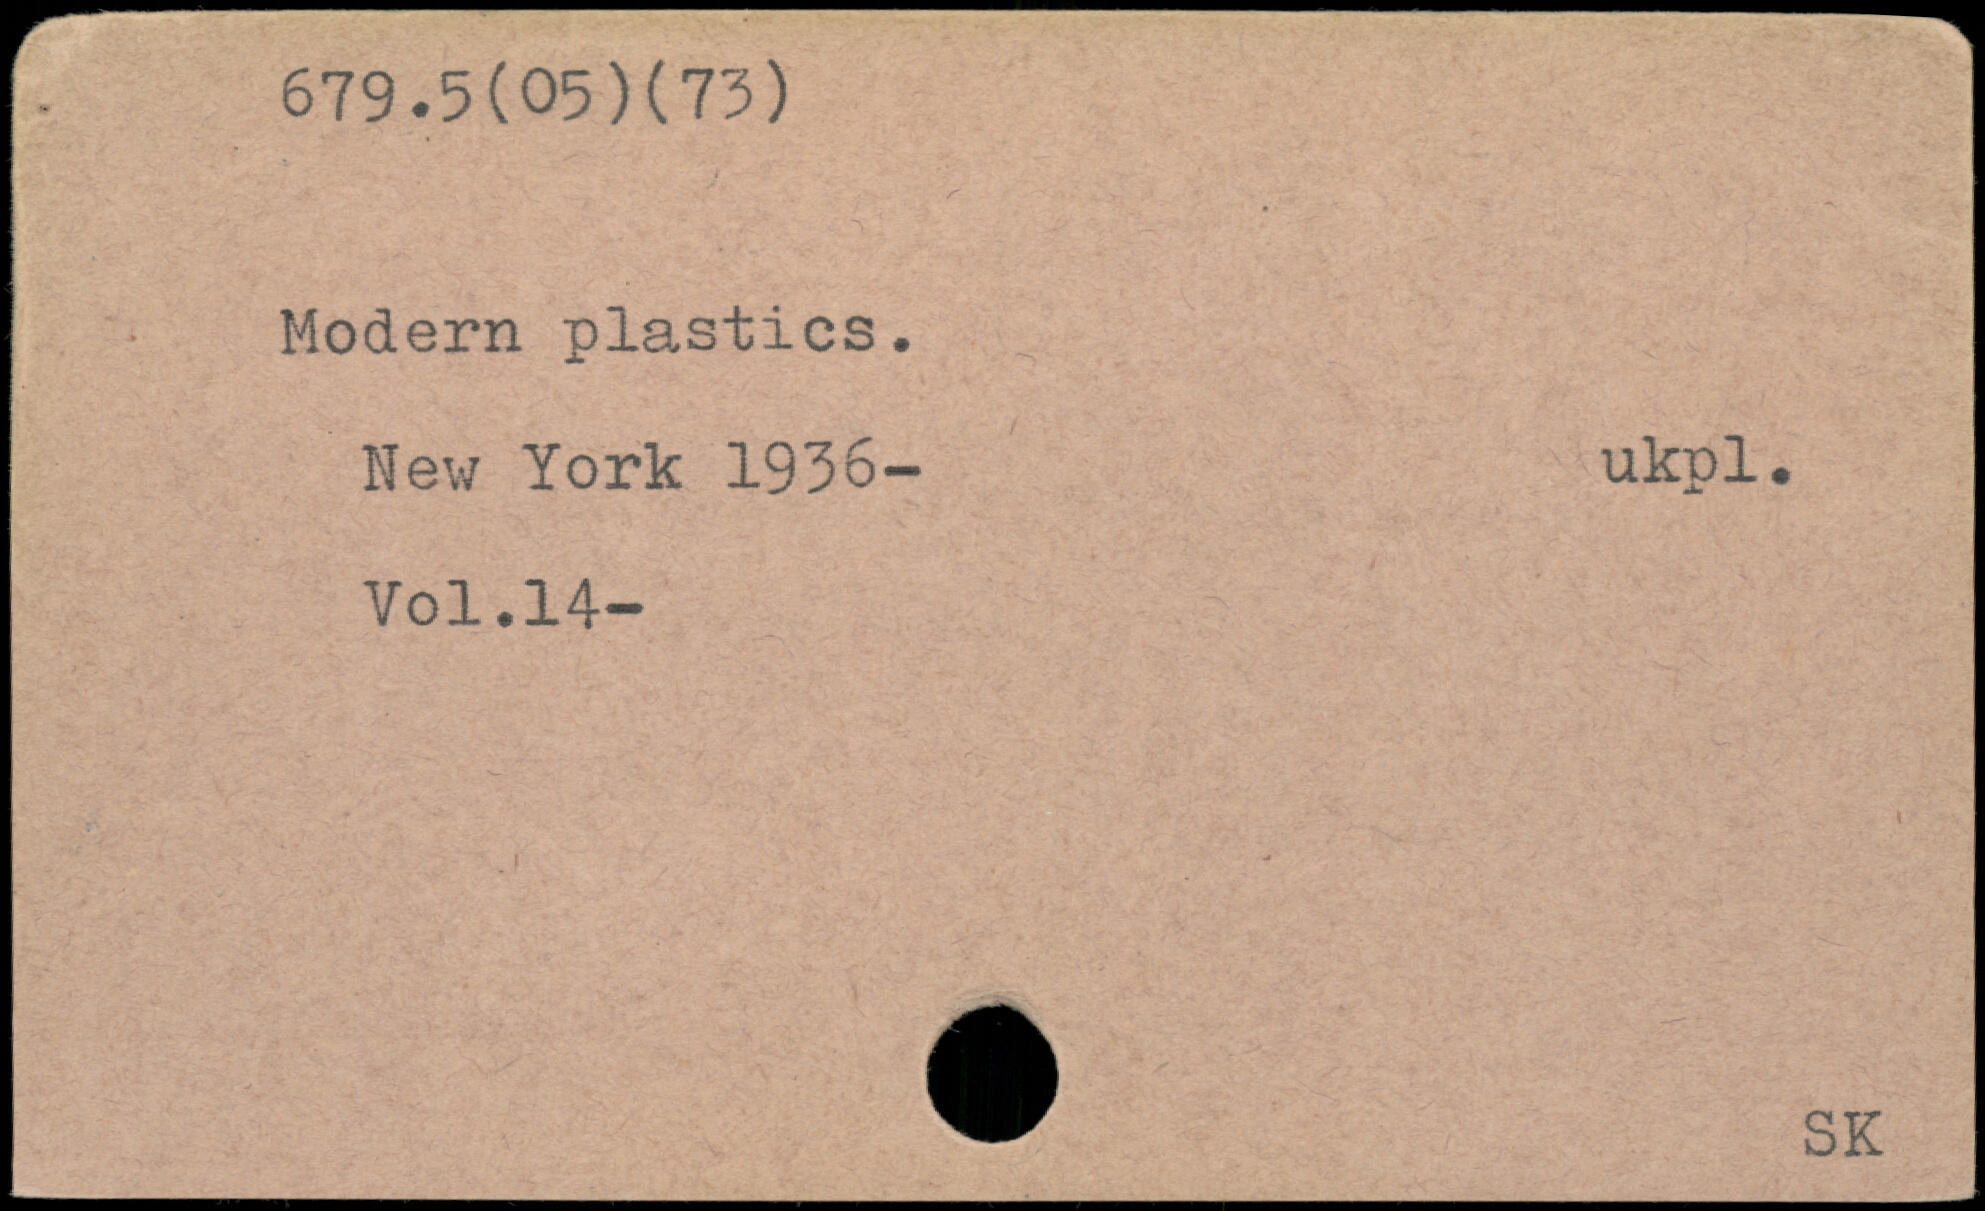 679.5(05)(73)
Modern plastics.
New York 1936- ukpl.
Vol.14-
SK